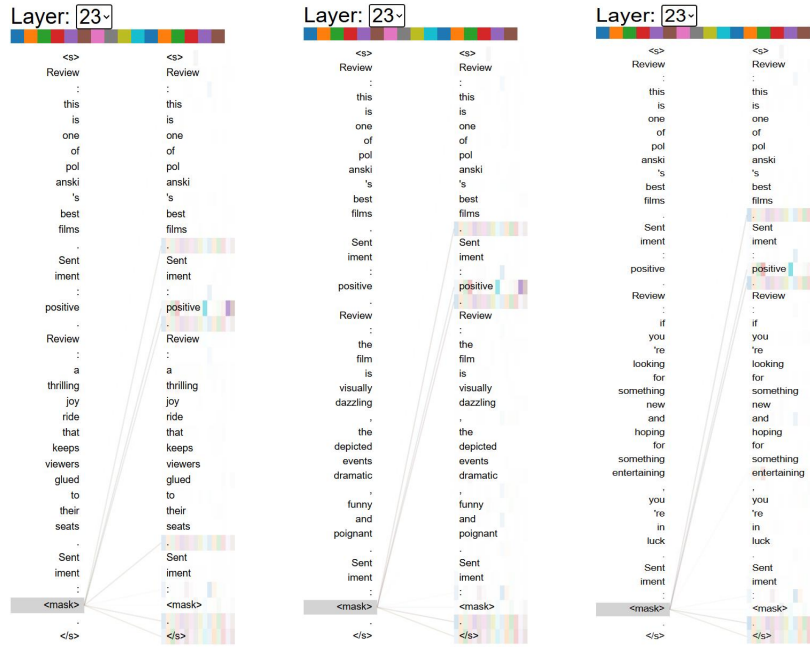 Layer: 23
<s> <s>
Review Review
: :
this this
is is
one one
of of
pol pol
anski anski
's 's
best best
films films
. .
Sent Sent
iment iment
: :
positive positive
. .
Review Review
: :
a a
thrilling thrilling
joy joy
ride ride
that that
keeps keeps
viewers viewers
glued glued
to to
their their
seats seats
. .
Sent Sent
iment iment
: :
<mask> <mask>
. .
</s> </s>
Layer: 23
<s> <s>
Review Review
: :
this this
is is
one one
of of
pol pol
anski anski
's 's
best best
films films
. .
Sent Sent
iment iment
: :
positive positive
. .
Review Review
: :
the the
film film
is is
visually visually
dazzling dazzling
, ,
the the
depicted depicted
events events
dramatic dramatic
, ,
funny funny
and and
poignant poignant
. .
Sent Sent
iment iment
: :
<mask> <mask>
. .
</s> </s>
Layer: 23
<s> <s>
Review Review
: :
this this
is is
one one
of of
pol pol
anski anski
's 's
best best
films films
. .
Sent Sent
iment iment
: :
positive positive
. .
Review Review
: :
if if
you you
're 're
looking looking
for for
something something
new new
and and
hoping hoping
for for
something something
entertaining entertaining
, ,
you you
're 're
in in
luck luck
. .
Sent Sent
iment iment
: :
<mask> <mask>
. .
</s> </s>